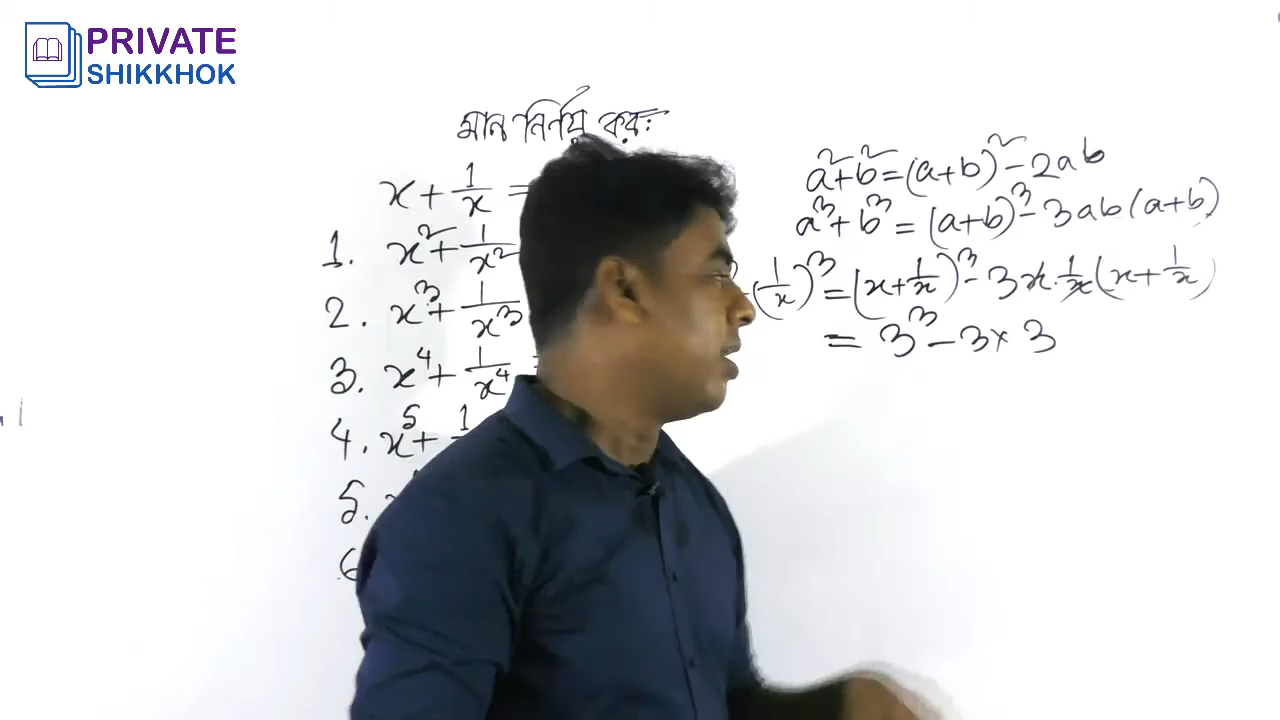 PRIVATE
SHIKKHOK
মান নির্ণয় কর:
x + 1/x =
1. x² + 1/x²
2. x³ + 1/x³
3. x⁴ + 1/x⁴
4. x⁵ + 1
5.
6
a² + b² = (a+b)² - 2ab
a³ + b³ = (a+b)³ - 3ab(a+b)
(1/x)³ = (x + 1/x)³ - 3x·1/x(x + 1/x)
= 3³ - 3 × 3